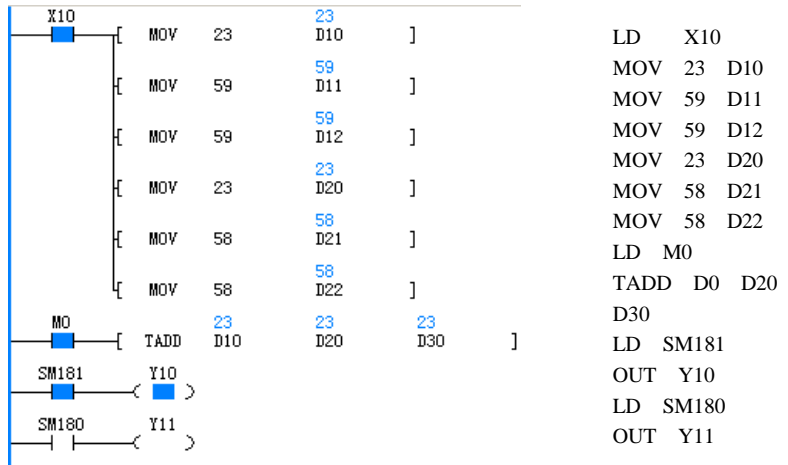 X10
23
[ MOV 23 D10 ]
59
[ MOV 59 D11 ]
59
[ MOV 59 D12 ]
23
[ MOV 23 D20 ]
58
[ MOV 58 D21 ]
58
[ MOV 58 D22 ]
M0
23 23 23
[ TADD D10 D20 D30 ]
SM181 Y10
( )
SM180 Y11
( )
LD X10
MOV 23 D10
MOV 59 D11
MOV 59 D12
MOV 23 D20
MOV 58 D21
MOV 58 D22
LD M0
TADD D0 D20
D30
LD SM181
OUT Y10
LD SM180
OUT Y11